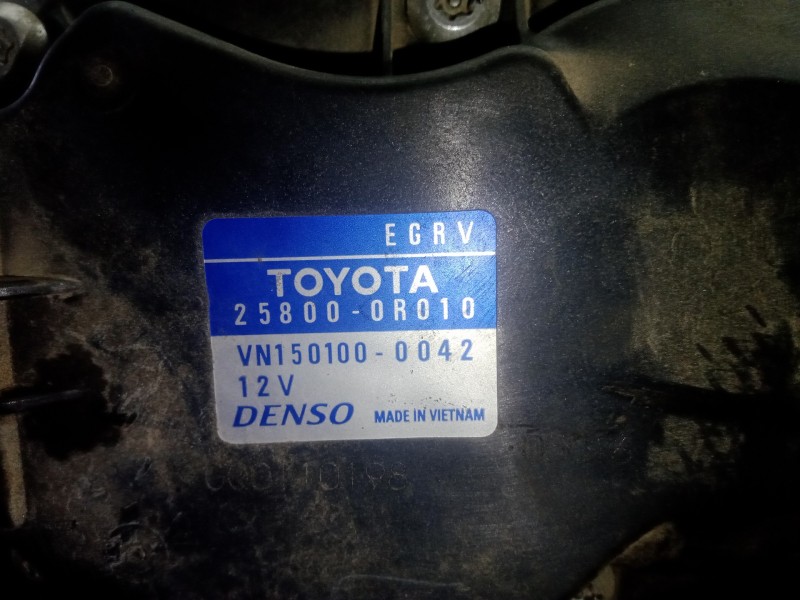 EGRV
TOYOTA
25800-0R010
VN150100-0042
12V
DENSO MADE IN VIETNAM